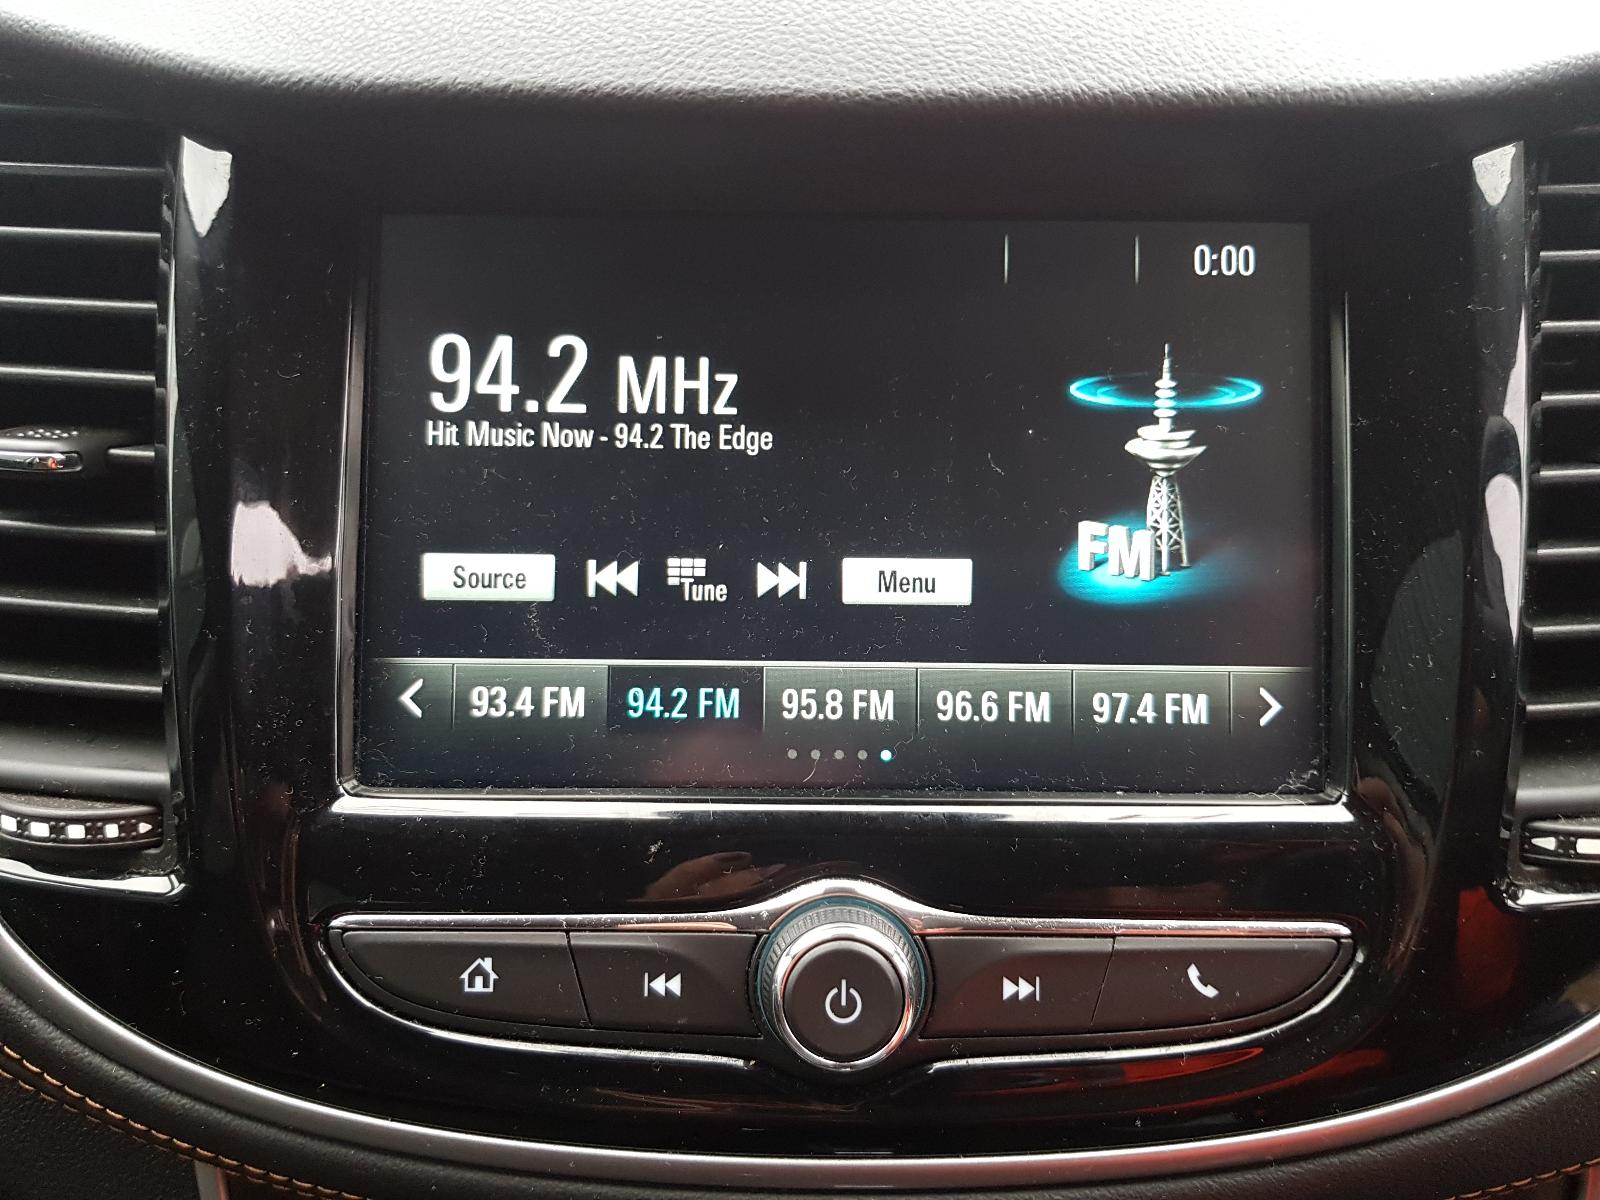 0:00
94.2 MHz
Hit Music Now - 94.2 The Edge
FM
Source Tune Menu
93.4 FM 94.2 FM 95.8 FM 96.6 FM 97.4 FM